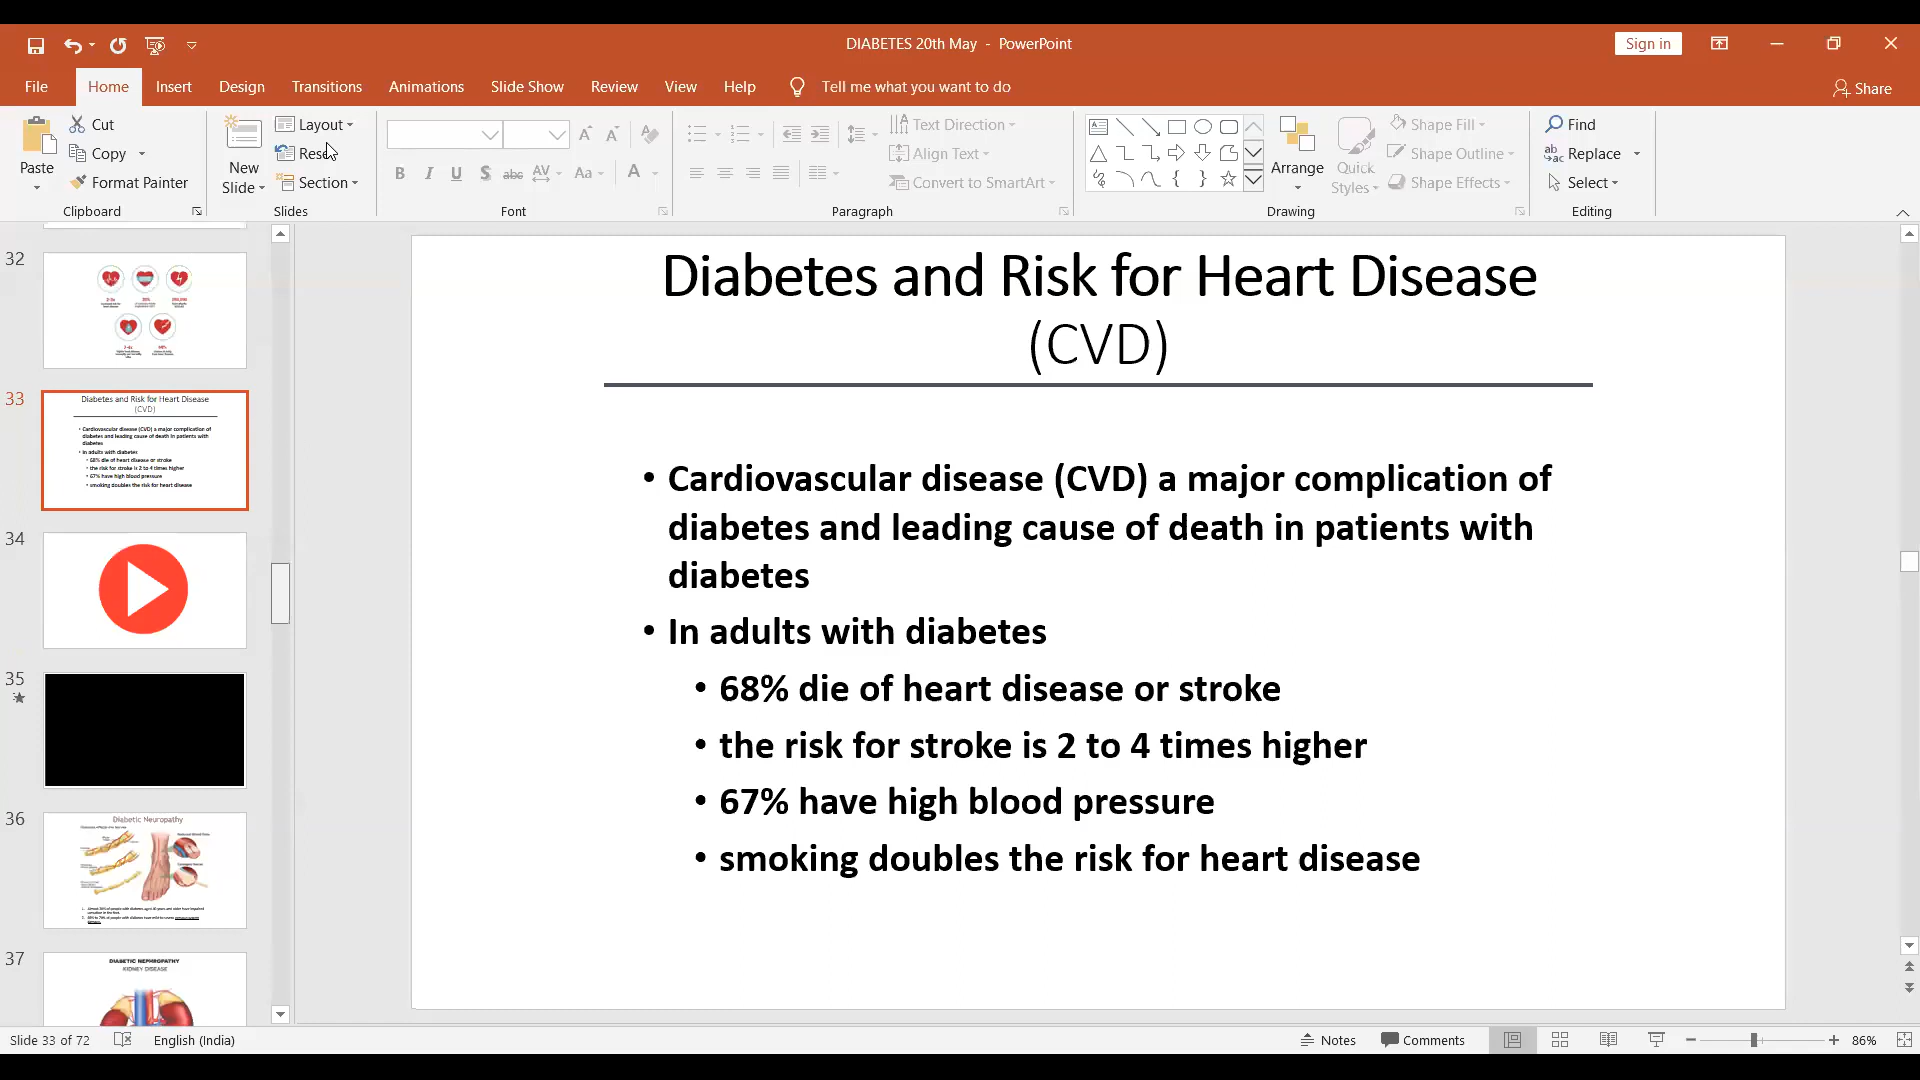 DIABETES 20th May - PowerPoint
Sign in
File Home Insert Design Transitions Animations Slide Show Review View Help Tell me what you want to do
Share
Paste
Cut
Copy
Format Painter
Clipboard
New
Slide
Layout
Reset
Section
Slides
Font
Text Direction
Align Text
Convert to SmartArt
Paragraph
Arrange
Quick
Styles
Shape Fill
Shape Outline
Shape Effects
Drawing
Find
Replace
Select
Editing
32
33
Diabetes and Risk for Heart Disease
(CVD)
• Cardiovascular disease (CVD) a major complication of
diabetes and leading cause of death in patients with
diabetes
• In adults with diabetes
• 68% die of heart disease or stroke
• the risk for stroke is 2 to 4 times higher
• 67% have high blood pressure
• smoking doubles the risk for heart disease
34
35
36
Diabetic Neuropathy
37
DIABETIC NEPHROPATHY
KIDNEY DISEASE
Diabetes and Risk for Heart Disease
(CVD)
• Cardiovascular disease (CVD) a major complication of
diabetes and leading cause of death in patients with
diabetes
• In adults with diabetes
• 68% die of heart disease or stroke
• the risk for stroke is 2 to 4 times higher
• 67% have high blood pressure
• smoking doubles the risk for heart disease
Slide 33 of 72 English (India) Notes Comments 86%